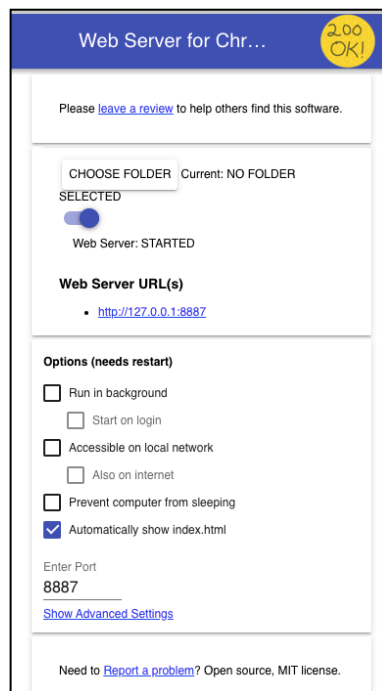 Web Server for Chr...
200
OK!
Please leave a review to help others find this software.
CHOOSE FOLDER Current: NO FOLDER
SELECTED
Web Server: STARTED
Web Server URL(s)
• http://127.0.0.1:8887
Options (needs restart)
Run in background
Start on login
Accessible on local network
Also on internet
Prevent computer from sleeping
Automatically show index.html
Enter Port
8887
Show Advanced Settings
Need to Report a problem? Open source, MIT license.